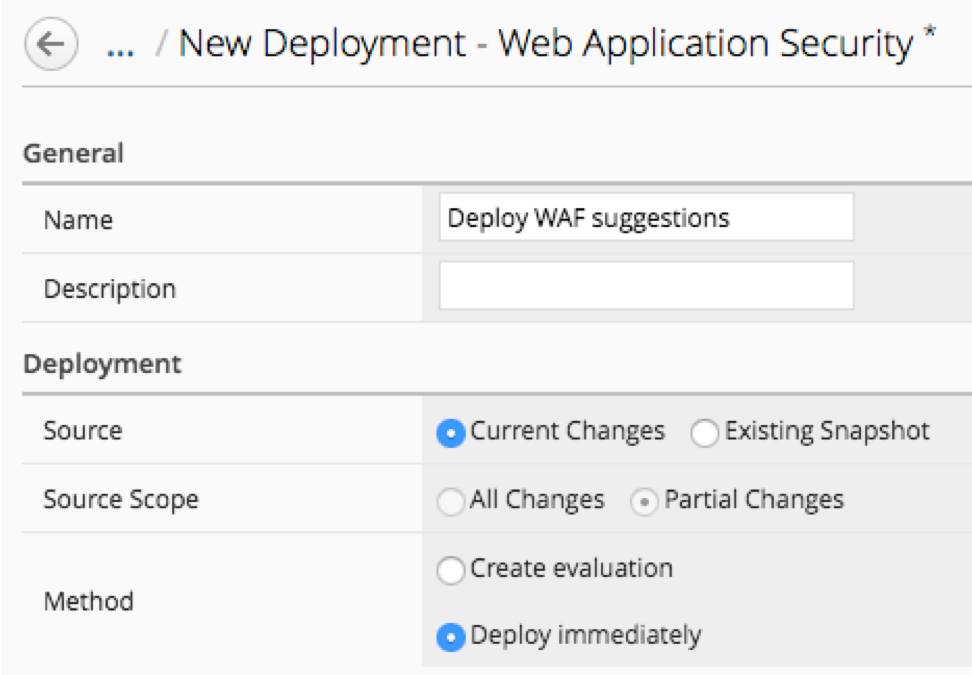 ... / New Deployment - Web Application Security *
General
Name Deploy WAF suggestions
Description
Deployment
Source Current Changes Existing Snapshot
Source Scope All Changes Partial Changes
Create evaluation
Method
Deploy immediately